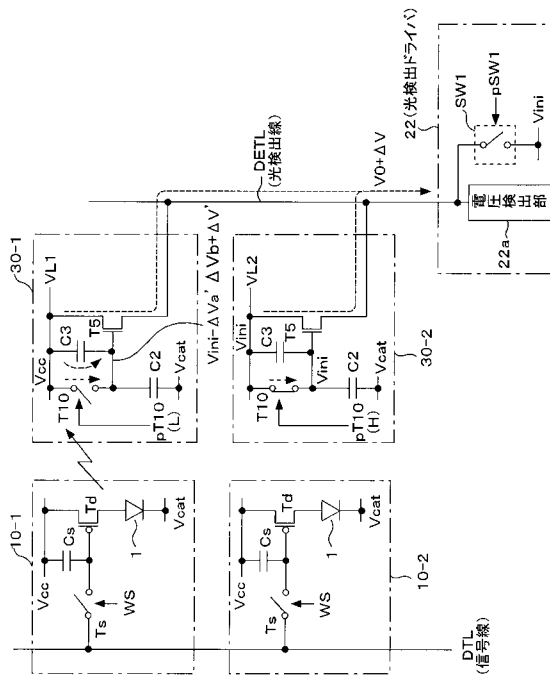 30-1
VL1
Vcc
C3
T5
T10
C2
pT10
(L)
Vcat
Vini-ΔVa' ΔVb+ΔV'
DETL
(光検出線)
V0+ΔV
22(光検出ドライバ)
SW1
pSW1
Vini
電圧検出部
22a
VL2
Vini
C3
T5
T10
Vini
C2
pT10
(H)
Vcat
30-2
10-1
Vcc
Cs
Td
Ts
WS
1
Vcat
10-2
Vcc
Cs
Td
Ts
WS
1
Vcat
DTL
(信号線)